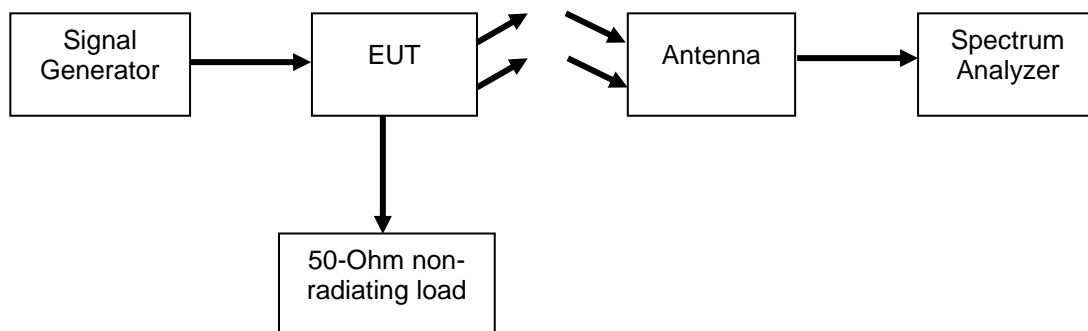 Signal
Generator
EUT
Antenna
Spectrum
Analyzer
50-Ohm non-
radiating load